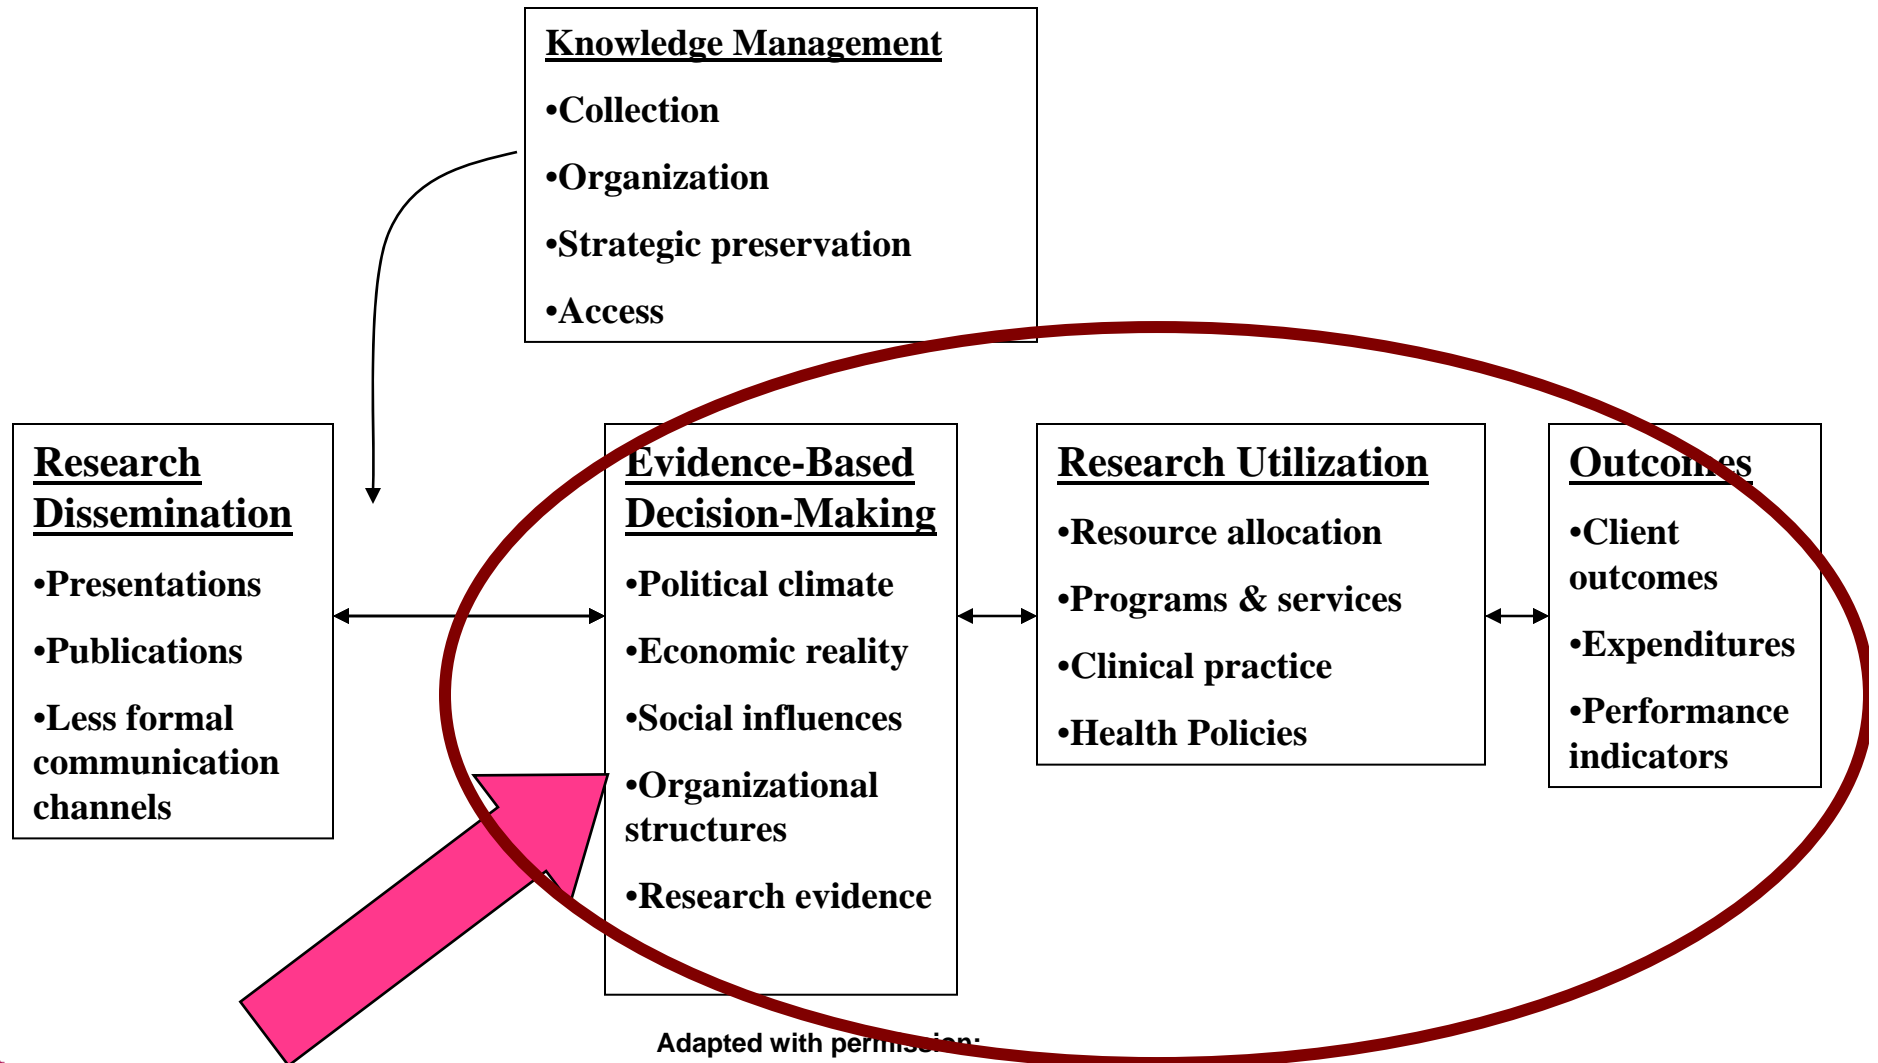 Knowledge Management
•Collection
•Organization
•Strategic preservation
•Access
Research
Dissemination
•Presentations
•Publications
•Less formal
communication
channels
Evidence-Based
Decision-Making
•Political climate
•Economic reality
•Social influences
•Organizational
structures
•Research evidence
Research Utilization
•Resource allocation
•Programs & services
•Clinical practice
•Health Policies
Outcomes
•Client
outcomes
•Expenditures
•Performance
indicators
Adapted with permission: